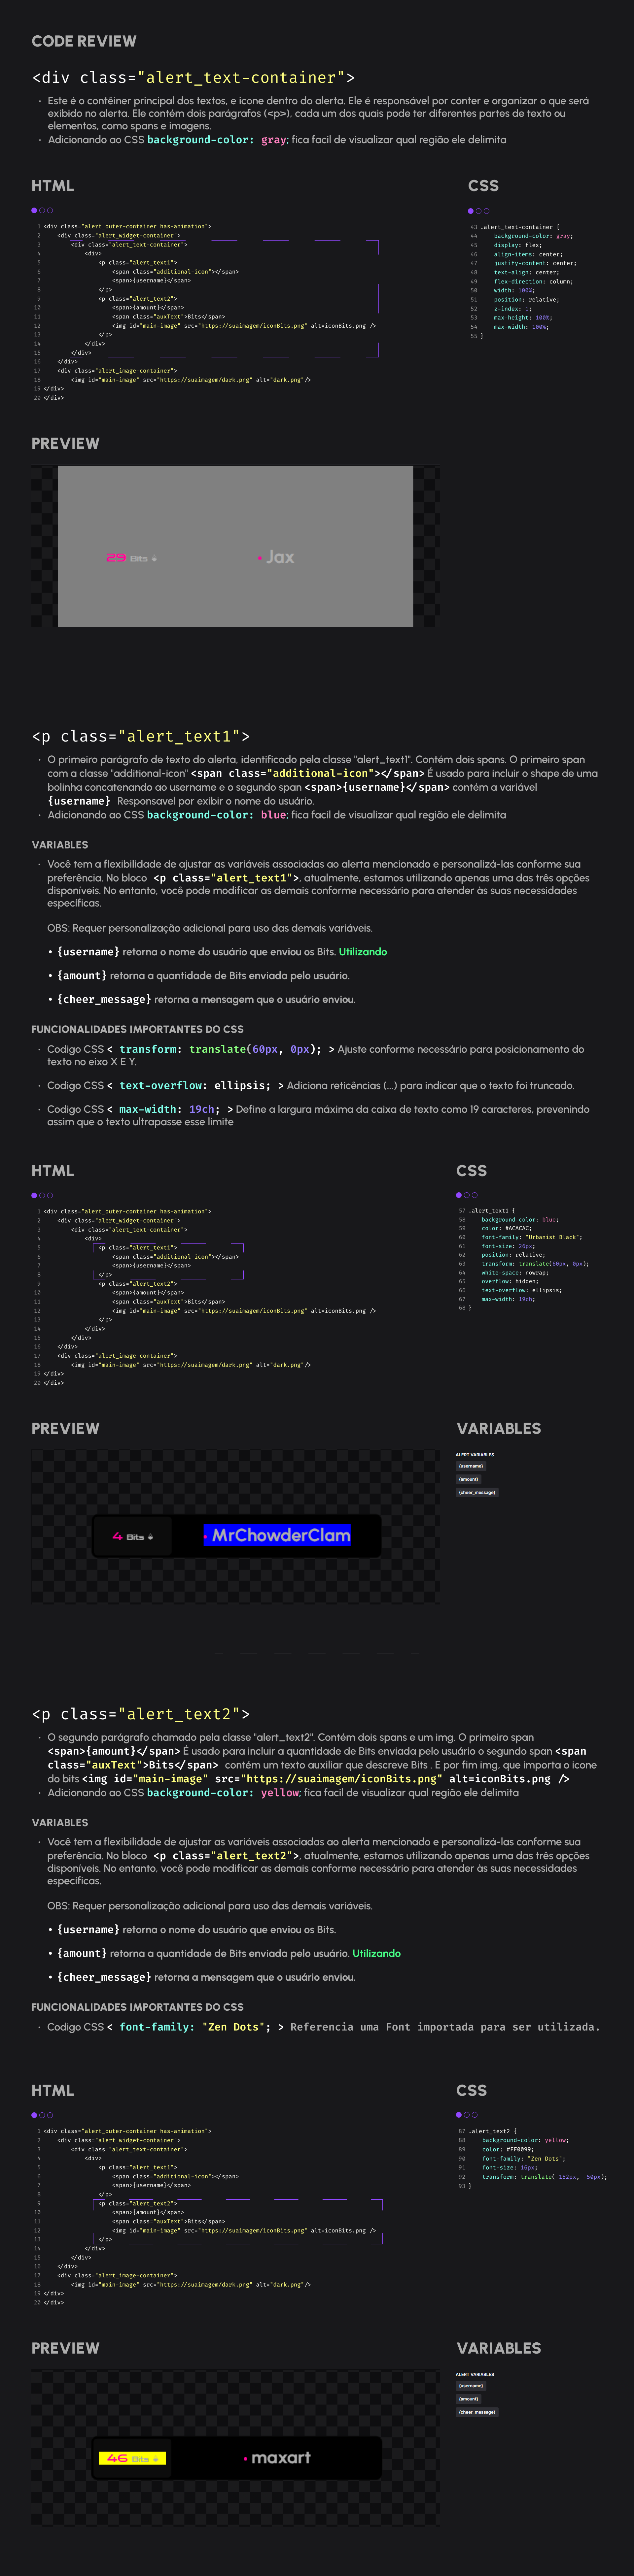 CODE REVIEW
<div class="alert_text-container">
• Este é o contêiner principal dos textos, e icone dentro do alerta. Ele é responsável por conter e organizar o que será
exibido no alerta. Ele contém dois parágrafos (<p>), cada um dos quais pode ter diferentes partes de texto ou
elementos, como spans e imagens.
• Adicionando ao CSS background-color: gray; fica facil de visualizar qual região ele delimita
HTML
1 <div class="alert_outer-container has-animation">
2 <div class="alert_widget-container">
3 <div class="alert_text-container">
4 <div>
5 <p class="alert_text1">
6 <span class="additional-icon"></span>
7 <span>{username}</span>
8 </p>
9 <p class="alert_text2">
10 <span>{amount}</span>
11 <span class="auxText">Bits</span>
12 <img id="main-image" src="https://suaimagem/iconBits.png" alt=iconBits.png />
13 </p>
14 </div>
15 </div>
16 </div>
17 <div class="alert_image-container">
18 <img id="main-image" src="https://suaimagem/dark.png" alt="dark.png"/>
19 </div>
20 </div>
CSS
43 .alert_text-container {
44 background-color: gray;
45 display: flex;
46 align-items: center;
47 justify-content: center;
48 text-align: center;
49 flex-direction: column;
50 width: 100%;
51 position: relative;
52 z-index: 1;
53 max-height: 100%;
54 max-width: 100%;
55 }
PREVIEW
29 Bits
Jax
<p class="alert_text1">
• O primeiro parágrafo de texto do alerta, identificado pela classe "alert_text1". Contém dois spans. O primeiro span
com a classe "additional-icon" <span class="additional-icon"></span> É usado para incluir o shape de uma
bolinha concatenando ao username e o segundo span <span>{username}</span> contém a variável
{username} Responsavel por exibir o nome do usuário.
• Adicionando ao CSS background-color: blue; fica facil de visualizar qual região ele delimita
VARIABLES
• Você tem a flexibilidade de ajustar as variáveis associadas ao alerta mencionado e personalizá-las conforme sua
preferência. No bloco <p class="alert_text1">, atualmente, estamos utilizando apenas uma das três opções
disponíveis. No entanto, você pode modificar as demais conforme necessário para atender às suas necessidades
específicas.
OBS: Requer personalização adicional para uso das demais variáveis.
• {username} retorna o nome do usuário que enviou os Bits. Utilizando
• {amount} retorna a quantidade de Bits enviada pelo usuário.
• {cheer_message} retorna a mensagem que o usuário enviou.
FUNCIONALIDADES IMPORTANTES DO CSS
• Codigo CSS < transform: translate(60px, 0px); > Ajuste conforme necessário para posicionamento do
texto no eixo X E Y.
• Codigo CSS < text-overflow: ellipsis; > Adiciona reticências (...) para indicar que o texto foi truncado.
• Codigo CSS < max-width: 19ch; > Define a largura máxima da caixa de texto como 19 caracteres, prevenindo
assim que o texto ultrapasse esse limite
HTML
1 <div class="alert_outer-container has-animation">
2 <div class="alert_widget-container">
3 <div class="alert_text-container">
4 <div>
5 <p class="alert_text1">
6 <span class="additional-icon"></span>
7 <span>{username}</span>
8 </p>
9 <p class="alert_text2">
10 <span>{amount}</span>
11 <span class="auxText">Bits</span>
12 <img id="main-image" src="https://suaimagem/iconBits.png" alt=iconBits.png />
13 </p>
14 </div>
15 </div>
16 </div>
17 <div class="alert_image-container">
18 <img id="main-image" src="https://suaimagem/dark.png" alt="dark.png"/>
19 </div>
20 </div>
CSS
57 .alert_text1 {
58 background-color: blue;
59 color: #ACACAC;
60 font-family: "Urbanist Black";
61 font-size: 26px;
62 position: relative;
63 transform: translate(60px, 0px);
64 white-space: nowrap;
65 overflow: hidden;
66 text-overflow: ellipsis;
67 max-width: 19ch;
68 }
PREVIEW
4 Bits
MrChowderClam
VARIABLES
ALERT VARIABLES
{username}
{amount}
{cheer_message}
<p class="alert_text2">
• O segundo parágrafo chamado pela classe "alert_text2". Contém dois spans e um img. O primeiro span
<span>{amount}</span> É usado para incluir a quantidade de Bits enviada pelo usuário o segundo span <span
class="auxText">Bits</span> contém um texto auxiliar que descreve Bits . E por fim img, que importa o icone
do bits <img id="main-image" src="https://suaimagem/iconBits.png" alt=iconBits.png />
• Adicionando ao CSS background-color: yellow; fica facil de visualizar qual região ele delimita
VARIABLES
• Você tem a flexibilidade de ajustar as variáveis associadas ao alerta mencionado e personalizá-las conforme sua
preferência. No bloco <p class="alert_text2">, atualmente, estamos utilizando apenas uma das três opções
disponíveis. No entanto, você pode modificar as demais conforme necessário para atender às suas necessidades
específicas.
OBS: Requer personalização adicional para uso das demais variáveis.
• {username} retorna o nome do usuário que enviou os Bits.
• {amount} retorna a quantidade de Bits enviada pelo usuário. Utilizando
• {cheer_message} retorna a mensagem que o usuário enviou.
FUNCIONALIDADES IMPORTANTES DO CSS
• Codigo CSS < font-family: "Zen Dots"; > Referencia uma Font importada para ser utilizada.
HTML
1 <div class="alert_outer-container has-animation">
2 <div class="alert_widget-container">
3 <div class="alert_text-container">
4 <div>
5 <p class="alert_text1">
6 <span class="additional-icon"></span>
7 <span>{username}</span>
8 </p>
9 <p class="alert_text2">
10 <span>{amount}</span>
11 <span class="auxText">Bits</span>
12 <img id="main-image" src="https://suaimagem/iconBits.png" alt=iconBits.png />
13 </p>
14 </div>
15 </div>
16 </div>
17 <div class="alert_image-container">
18 <img id="main-image" src="https://suaimagem/dark.png" alt="dark.png"/>
19 </div>
20 </div>
CSS
87 .alert_text2 {
88 background-color: yellow;
89 color: #FF0099;
90 font-family: "Zen Dots";
91 font-size: 16px;
92 transform: translate(-152px, -50px);
93 }
PREVIEW
46 Bits
maxart
VARIABLES
ALERT VARIABLES
{username}
{amount}
{cheer_message}